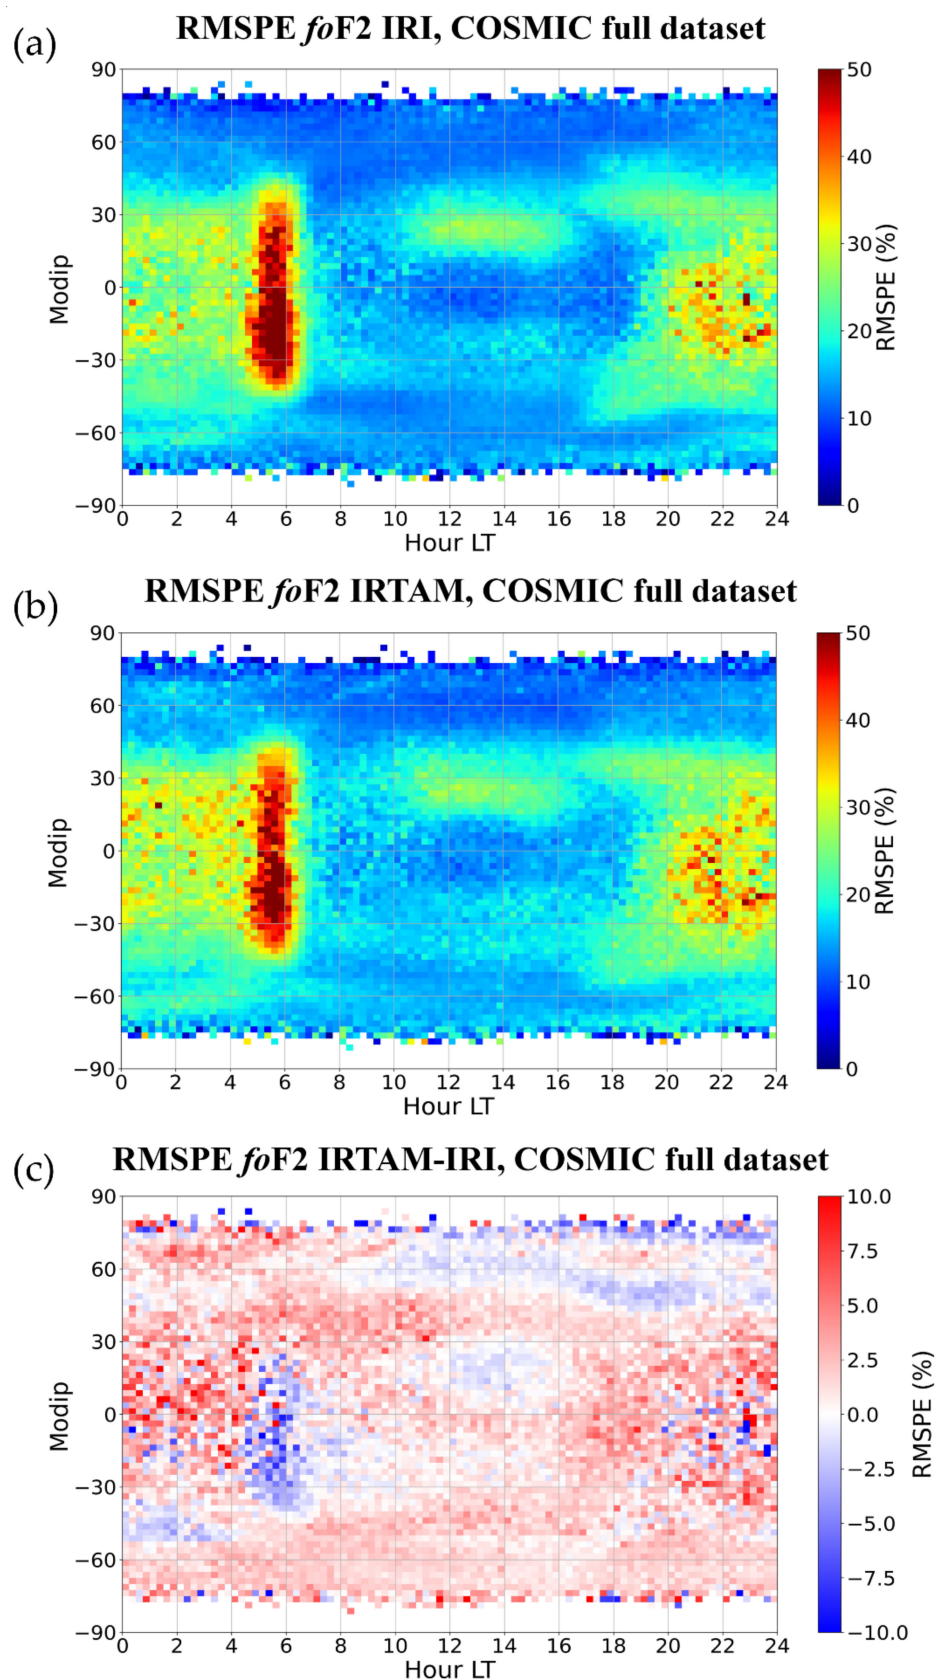 (a)
RMSPE foF2 IRI, COSMIC full dataset
90
60
30
0
−30
−60
−90
Modip
0 2 4 6 8 10 12 14 16 18 20 22 24
Hour LT
50
40
30
20
10
0
RMSPE (%)
(b)
RMSPE foF2 IRTAM, COSMIC full dataset
90
60
30
0
−30
−60
−90
Modip
0 2 4 6 8 10 12 14 16 18 20 22 24
Hour LT
50
40
30
20
10
0
RMSPE (%)
(c)
RMSPE foF2 IRTAM-IRI, COSMIC full dataset
90
60
30
0
−30
−60
−90
Modip
0 2 4 6 8 10 12 14 16 18 20 22 24
Hour LT
10.0
7.5
5.0
2.5
0.0
−2.5
−5.0
−7.5
−10.0
RMSPE (%)